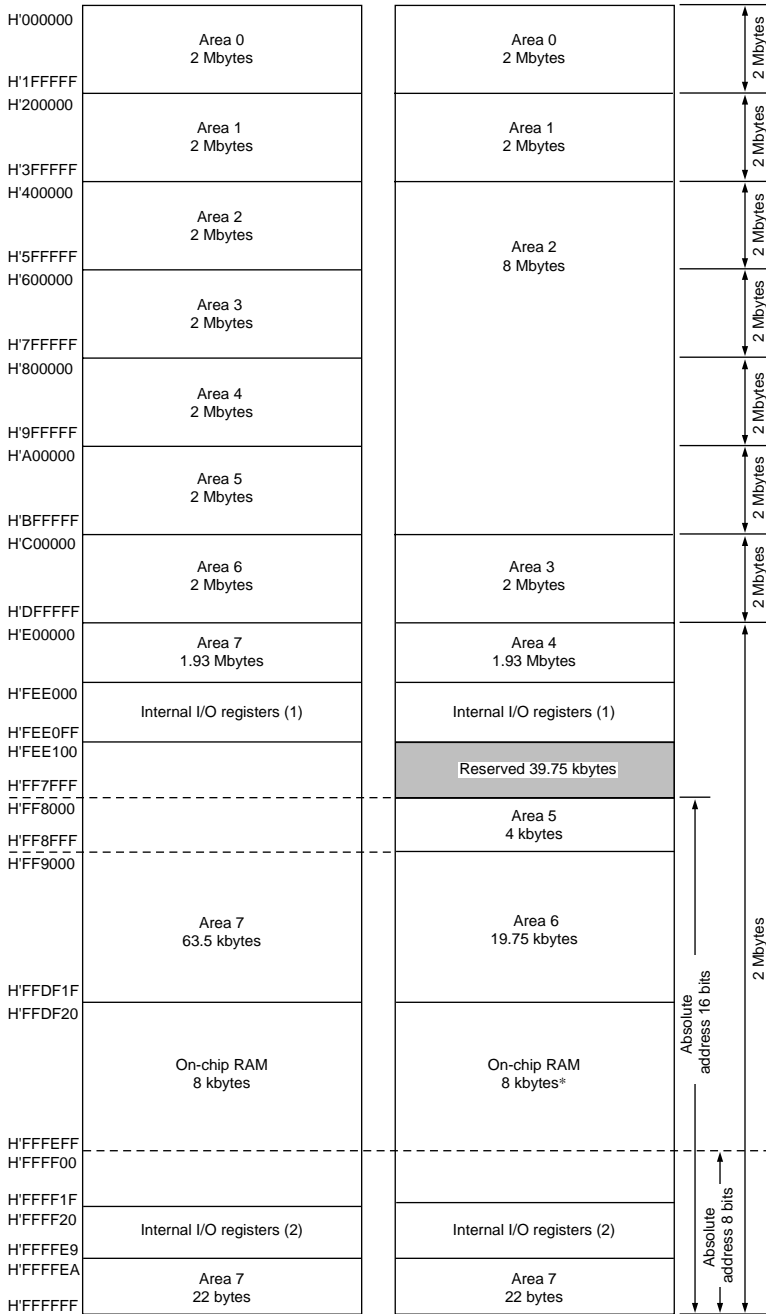 H'000000
Area 0
2 Mbytes
Area 0
2 Mbytes
2 Mbytes
H'1FFFFF
H'200000
Area 1
2 Mbytes
Area 1
2 Mbytes
2 Mbytes
H'3FFFFF
H'400000
Area 2
2 Mbytes
Area 2
8 Mbytes
2 Mbytes
H'5FFFFF
H'600000
Area 3
2 Mbytes
2 Mbytes
H'7FFFFF
H'800000
Area 4
2 Mbytes
2 Mbytes
H'9FFFFF
H'A00000
Area 5
2 Mbytes
2 Mbytes
H'BFFFFF
H'C00000
Area 6
2 Mbytes
Area 3
2 Mbytes
2 Mbytes
H'DFFFFF
H'E00000
Area 7
1.93 Mbytes
Area 4
1.93 Mbytes
H'FEE000
Internal I/O registers (1)
Internal I/O registers (1)
H'FEE0FF
H'FEE100
Reserved 39.75 kbytes
H'FF7FFF
H'FF8000
Area 5
4 kbytes
H'FF8FFF
H'FF9000
Area 7
63.5 kbytes
Area 6
19.75 kbytes
2 Mbytes
H'FFDF1F
H'FFDF20
Absolute
address 16 bits
On-chip RAM
8 kbytes
On-chip RAM
8 kbytes*
H'FFFEFF
H'FFFF00
H'FFFF1F
H'FFFF20
Internal I/O registers (2)
Internal I/O registers (2)
Absolute
address 8 bits
H'FFFFE9
H'FFFFEA
Area 7
22 bytes
Area 7
22 bytes
H'FFFFFF